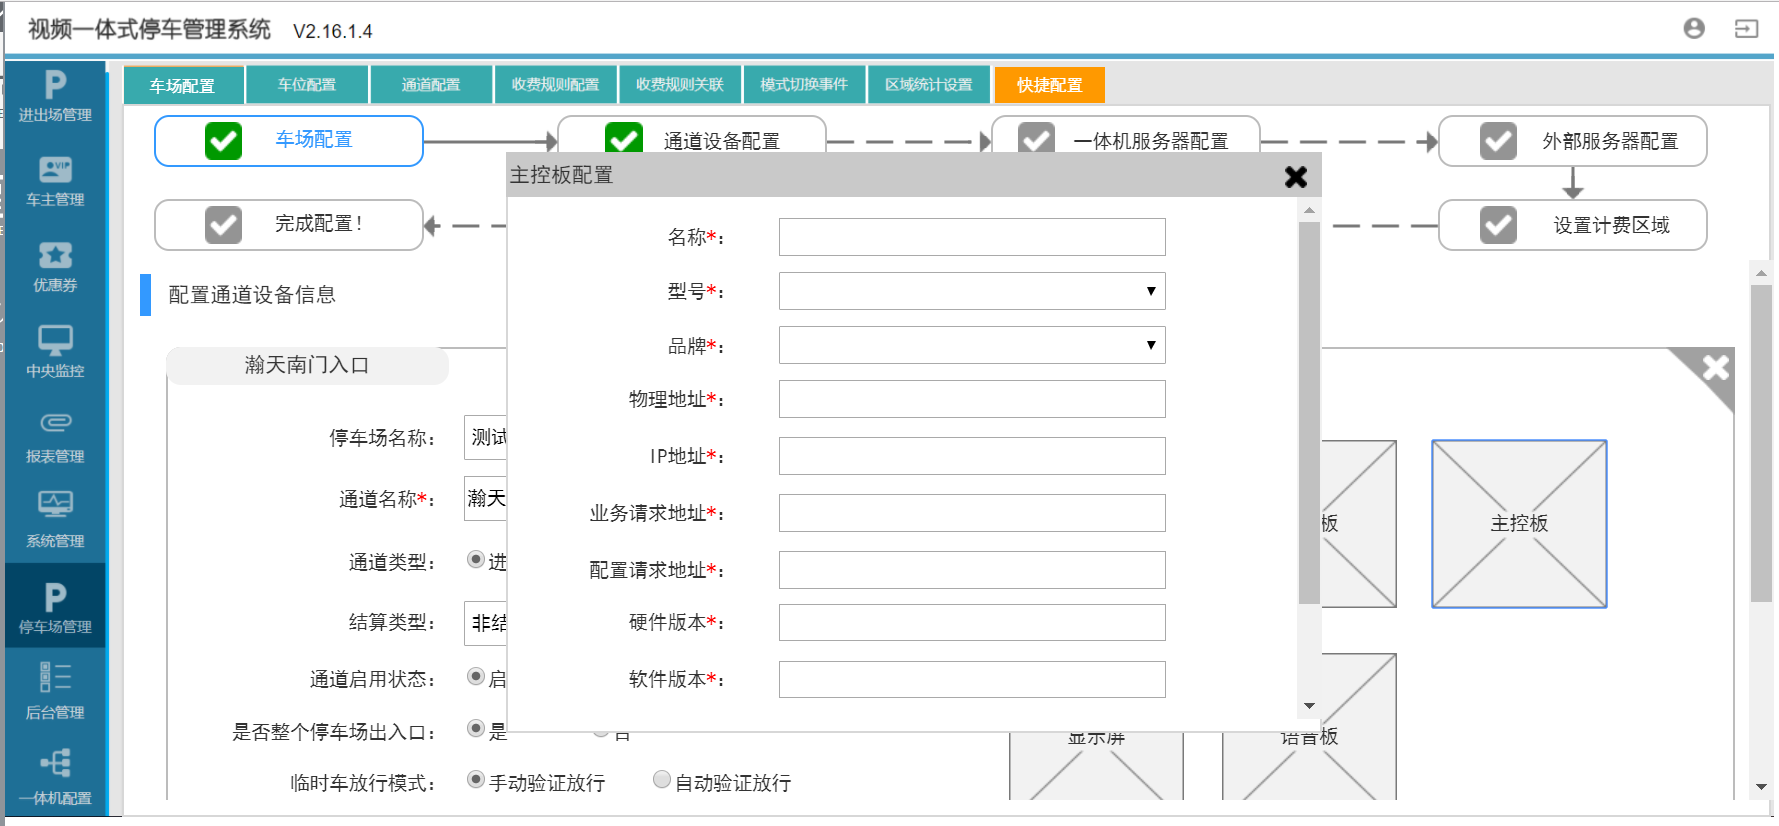 视频一体式停车管理系统 V2.16.1.4
进出场管理
车主管理
优惠券
中央监控
报表管理
系统管理
停车场管理
后台管理
一体机配置
车场配置 车位配置 通道配置 收费规则配置 收费规则关联 模式切换事件 区域统计设置 快捷配置
车场配置 通道设备配置 一体机服务器配置 外部服务器配置
完成配置! 设置计费区域
配置通道设备信息
瀚天南门入口
停车场名称: 测试
通道名称*: 瀚天
通道类型: 进
结算类型: 非结
通道启用状态: 启
是否整个停车场出入口: 是 否
临时车放行模式: 手动验证放行 自动验证放行
主控板配置
名称*:
型号*:
品牌*:
物理地址*:
IP地址*:
业务请求地址*:
配置请求地址*:
硬件版本*:
软件版本*:
板 主控板
显示屏 语音板